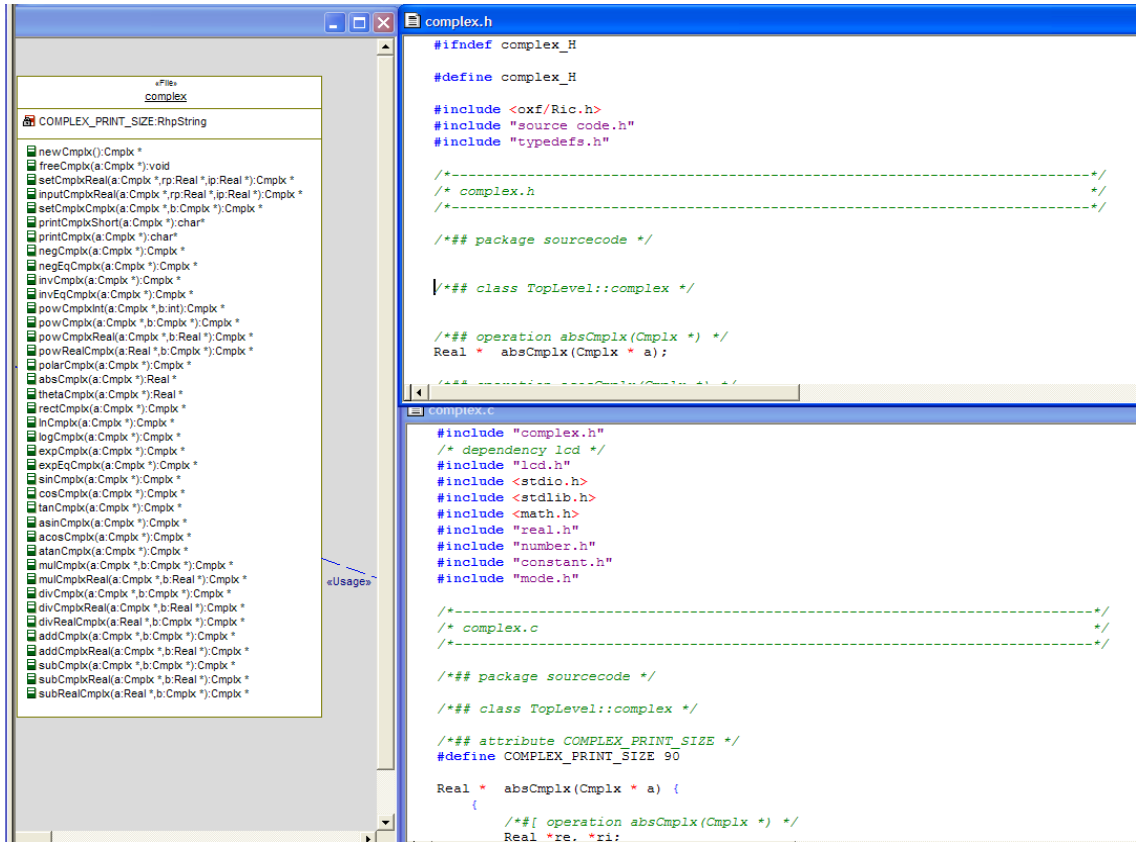 «File»
complex
COMPLEX_PRINT_SIZE:RhpString
newCmplx():Cmplx *
freeCmplx(a:Cmplx *):void
setCmplxReal(a:Cmplx *,rp:Real *,ip:Real *):Cmplx *
inputCmplxReal(a:Cmplx *,rp:Real *,ip:Real *):Cmplx *
setCmplxCmplx(a:Cmplx *,b:Cmplx *):Cmplx *
printCmplxShort(a:Cmplx *):char*
printCmplx(a:Cmplx *):char*
negCmplx(a:Cmplx *):Cmplx *
negEqCmplx(a:Cmplx *):Cmplx *
invCmplx(a:Cmplx *):Cmplx *
invEqCmplx(a:Cmplx *):Cmplx *
powCmplxInt(a:Cmplx *,b:int):Cmplx *
powCmplx(a:Cmplx *,b:Cmplx *):Cmplx *
powCmplxReal(a:Cmplx *,b:Real *):Cmplx *
powRealCmplx(a:Real *,b:Cmplx *):Cmplx *
polarCmplx(a:Cmplx *):Cmplx *
absCmplx(a:Cmplx *):Real *
thetaCmplx(a:Cmplx *):Real *
rectCmplx(a:Cmplx *):Cmplx *
lnCmplx(a:Cmplx *):Cmplx *
logCmplx(a:Cmplx *):Cmplx *
expCmplx(a:Cmplx *):Cmplx *
expEqCmplx(a:Cmplx *):Cmplx *
sinCmplx(a:Cmplx *):Cmplx *
cosCmplx(a:Cmplx *):Cmplx *
tanCmplx(a:Cmplx *):Cmplx *
asinCmplx(a:Cmplx *):Cmplx *
acosCmplx(a:Cmplx *):Cmplx *
atanCmplx(a:Cmplx *):Cmplx *
mulCmplx(a:Cmplx *,b:Cmplx *):Cmplx *
mulCmplxReal(a:Cmplx *,b:Real *):Cmplx *
divCmplx(a:Cmplx *,b:Cmplx *):Cmplx *
divCmplxReal(a:Cmplx *,b:Real *):Cmplx *
divRealCmplx(a:Real *,b:Cmplx *):Cmplx *
addCmplx(a:Cmplx *,b:Cmplx *):Cmplx *
addCmplxReal(a:Cmplx *,b:Real *):Cmplx *
subCmplx(a:Cmplx *,b:Cmplx *):Cmplx *
subCmplxReal(a:Cmplx *,b:Real *):Cmplx *
subRealCmplx(a:Real *,b:Cmplx *):Cmplx *
«Usage»
complex.h
#ifndef complex_H
#define complex_H
#include <oxf/Ric.h>
#include "source code.h"
#include "typedefs.h"
/*----------------------------------------------------------------------------*/
/* complex.h */
/*----------------------------------------------------------------------------*/
/*## package sourcecode */
/*## class TopLevel::complex */
/*## operation absCmplx(Cmplx *) */
Real * absCmplx(Cmplx * a);
/*## operation acosCmplx(Cmplx *) */
complex.c
#include "complex.h"
/* dependency lcd */
#include "lcd.h"
#include <stdio.h>
#include <stdlib.h>
#include <math.h>
#include "real.h"
#include "number.h"
#include "constant.h"
#include "mode.h"
/*----------------------------------------------------------------------------*/
/* complex.c */
/*----------------------------------------------------------------------------*/
/*## package sourcecode */
/*## class TopLevel::complex */
/*## attribute COMPLEX_PRINT_SIZE */
#define COMPLEX_PRINT_SIZE 90
Real * absCmplx(Cmplx * a) {
{
/*#[ operation absCmplx(Cmplx *) */
Real *re, *ri;